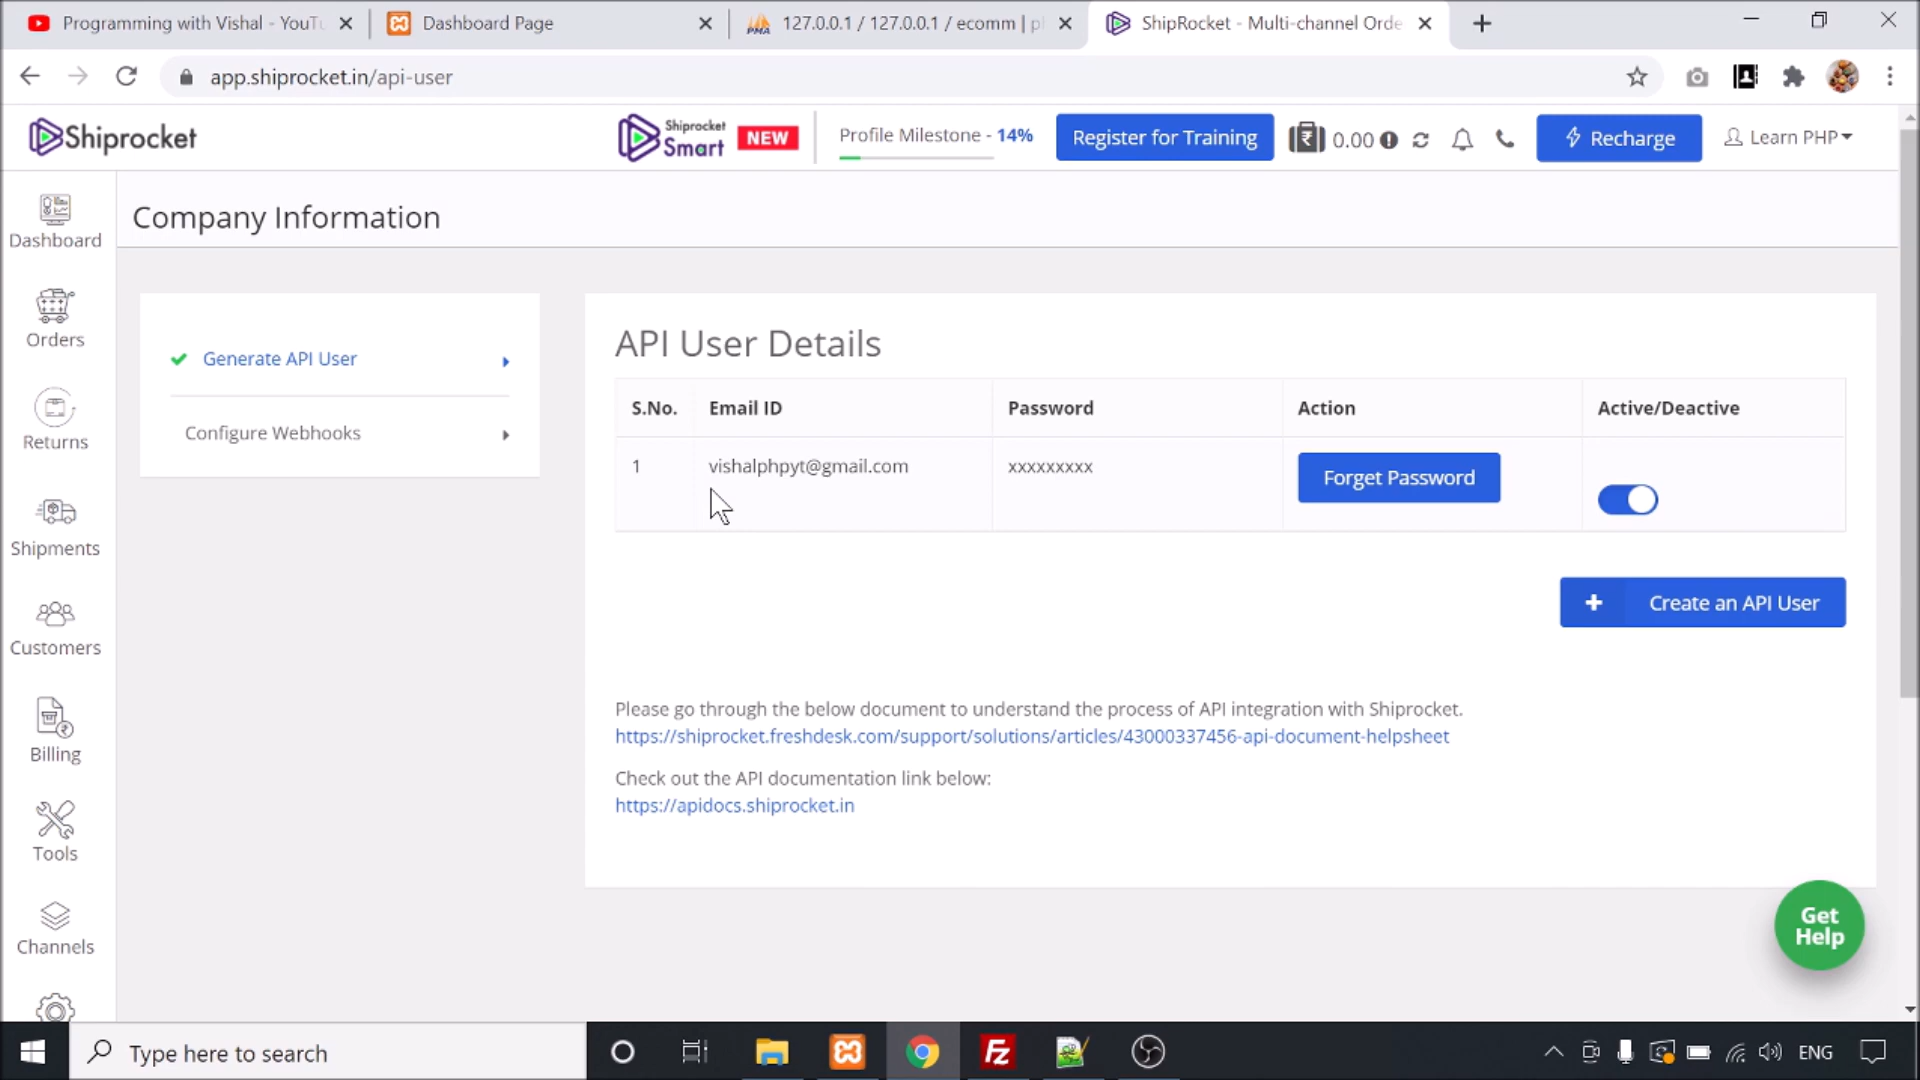 Programming with Vishal - YouTu
Dashboard Page
127.0.0.1 / 127.0.0.1 / ecomm | p
ShipRocket - Multi-channel Orde
app.shiprocket.in/api-user
Shiprocket
Shiprocket Smart NEW
Profile Milestone - 14%
Register for Training
0.00
Recharge
Learn PHP
Company Information
Dashboard
Orders
Returns
Shipments
Customers
Billing
Tools
Channels
Generate API User
Configure Webhooks
API User Details
S.No. Email ID Password Action Active/Deactive
1 vishalphpyt@gmail.com xxxxxxxxx Forget Password
+ Create an API User
Please go through the below document to understand the process of API integration with Shiprocket.
https://shiprocket.freshdesk.com/support/solutions/articles/43000337456-api-document-helpsheet
Check out the API documentation link below:
https://apidocs.shiprocket.in
Get
Help
Type here to search
ENG